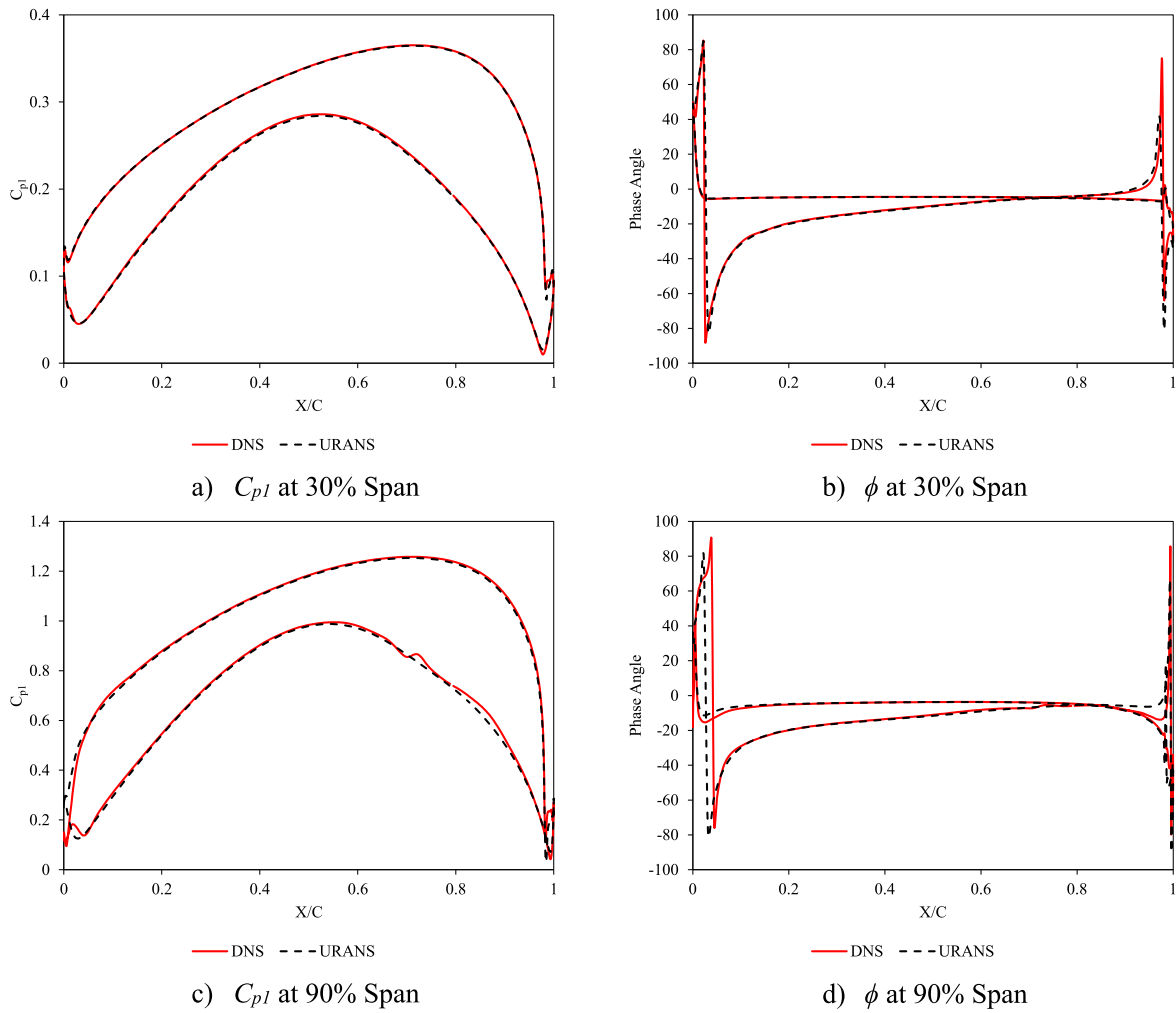 0.4
0.3
0.2
0.1
0
C_p1
0 0.2 0.4 0.6 0.8 1
X/C
DNS URANS
a) C_p1 at 30% Span
100
80
60
40
20
0
-20
-40
-60
-80
-100
Phase Angle
0 0.2 0.4 0.6 0.8 1
X/C
DNS URANS
b) ϕ at 30% Span
1.4
1.2
1
0.8
0.6
0.4
0.2
0
C_p1
0 0.2 0.4 0.6 0.8 1
X/C
DNS URANS
c) C_p1 at 90% Span
100
80
60
40
20
0
-20
-40
-60
-80
-100
Phase Angle
0 0.2 0.4 0.6 0.8 1
X/C
DNS URANS
d) ϕ at 90% Span